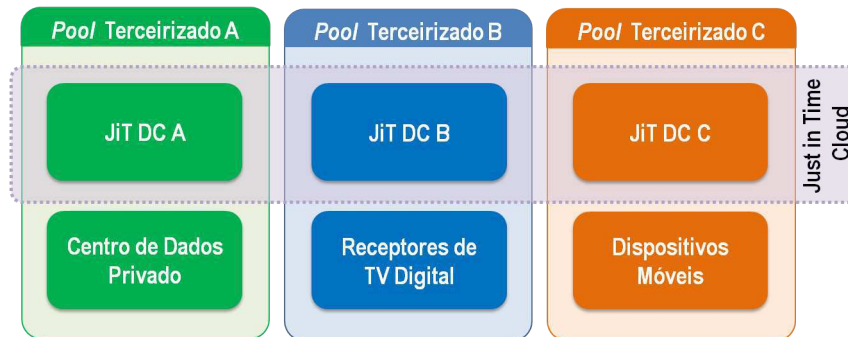 Pool Terceirizado A
Pool Terceirizado B
Pool Terceirizado C
JiT DC A
JiT DC B
JiT DC C
Just in Time
Cloud
Centro de Dados
Privado
Receptores de
TV Digital
Dispositivos
Móveis